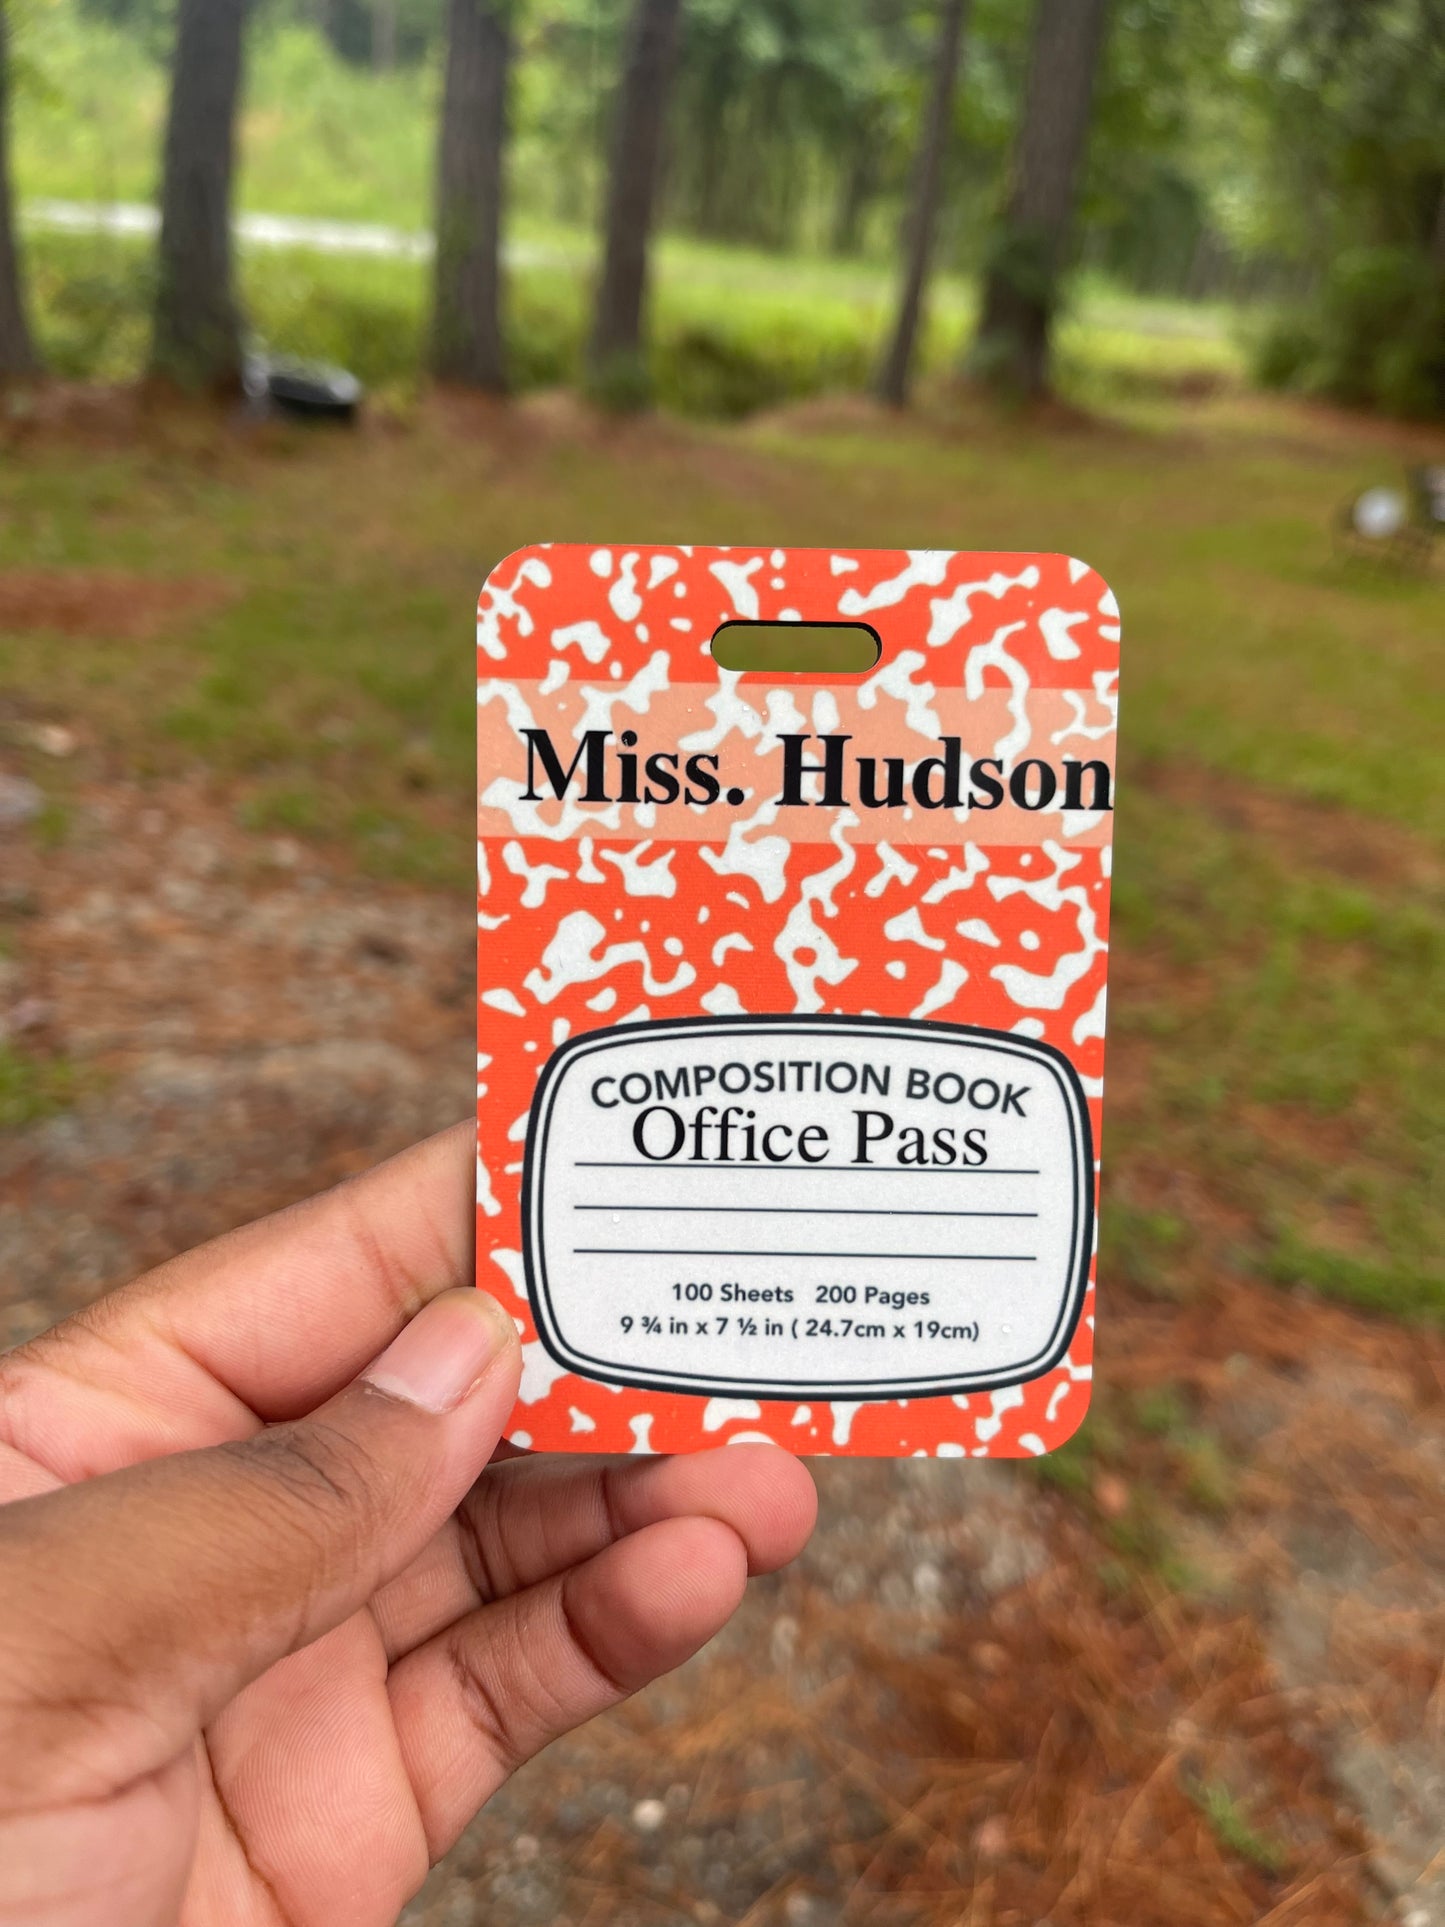 Miss. Hudson
COMPOSITION BOOK
Office Pass
100 Sheets 200 Pages
9 ¾ in x 7 ½ in ( 24.7cm x 19cm)